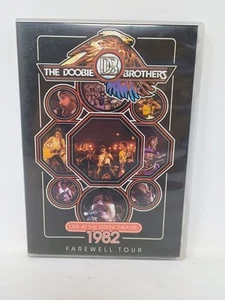 THE DOOBIE BROTHERS
LIVE AT THE GREEK THEATRE
1982
FAREWELL TOUR